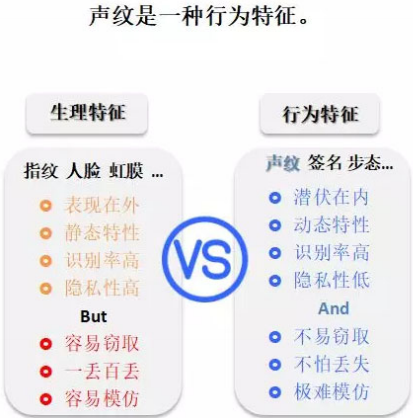 声纹是一种行为特征。
生理特征
指纹 人脸 虹膜 ...
表现在外
静态特性
识别率高
隐私性高
But
容易窃取
一丢百丢
容易模仿
VS
行为特征
声纹 签名 步态...
潜伏在内
动态特性
识别率高
隐私性低
And
不易窃取
不怕丢失
极难模仿